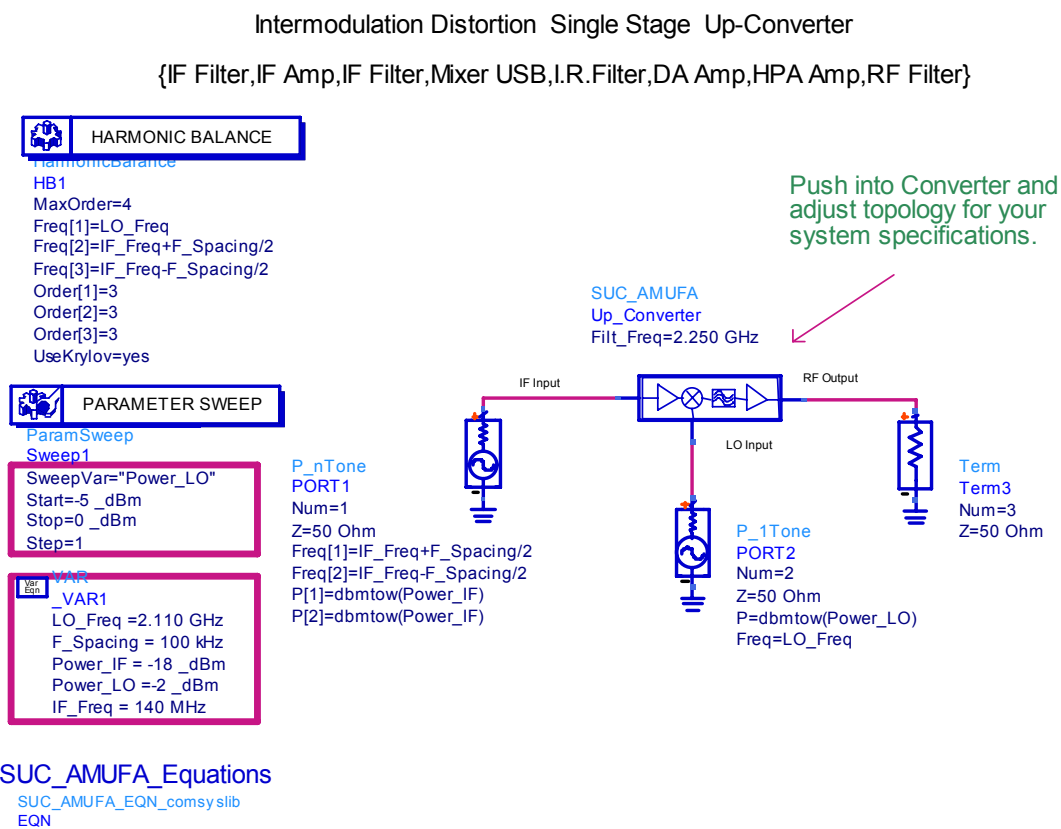 Intermodulation Distortion Single Stage Up-Converter
{IF Filter,IF Amp,IF Filter,Mixer USB,I.R.Filter,DA Amp,HPA Amp,RF Filter}
HARMONIC BALANCE
HarmonicBalance
HB1
MaxOrder=4
Freq[1]=LO_Freq
Freq[2]=IF_Freq+F_Spacing/2
Freq[3]=IF_Freq-F_Spacing/2
Order[1]=3
Order[2]=3
Order[3]=3
UseKrylov=yes
Push into Converter and
adjust topology for your
system specifications.
SUC_AMUFA
Up_Converter
Filt_Freq=2.250 GHz
IF Input
RF Output
LO Input
PARAMETER SWEEP
ParamSweep
Sweep1
SweepVar="Power_LO"
Start=-5 _dBm
Stop=0 _dBm
Step=1
P_nTone
PORT1
Num=1
Z=50 Ohm
Freq[1]=IF_Freq+F_Spacing/2
Freq[2]=IF_Freq-F_Spacing/2
P[1]=dbmtow(Power_IF)
P[2]=dbmtow(Power_IF)
P_1Tone
PORT2
Num=2
Z=50 Ohm
P=dbmtow(Power_LO)
Freq=LO_Freq
Term
Term3
Num=3
Z=50 Ohm
Var
Eqn
VAR
_VAR1
LO_Freq =2.110 GHz
F_Spacing = 100 kHz
Power_IF = -18 _dBm
Power_LO =-2 _dBm
IF_Freq = 140 MHz
SUC_AMUFA_Equations
SUC_AMUFA_EQN_comsyslib
EQN